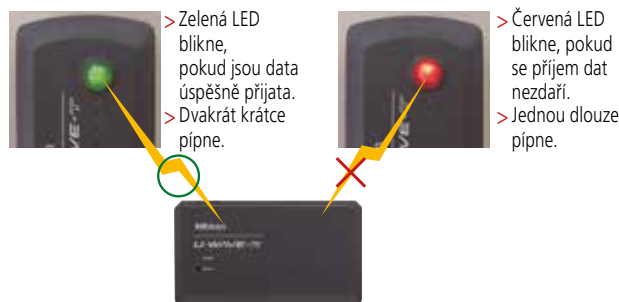 > Zelená LED
blikne,
pokud jsou data
úspěšně přijata.
> Dvakrát krátce
pípne.
> Červená LED
blikne, pokud
se příjem dat
nezdaří.
> Jednou dlouze
pípne.
Mitutoyo
U-WAVE-T